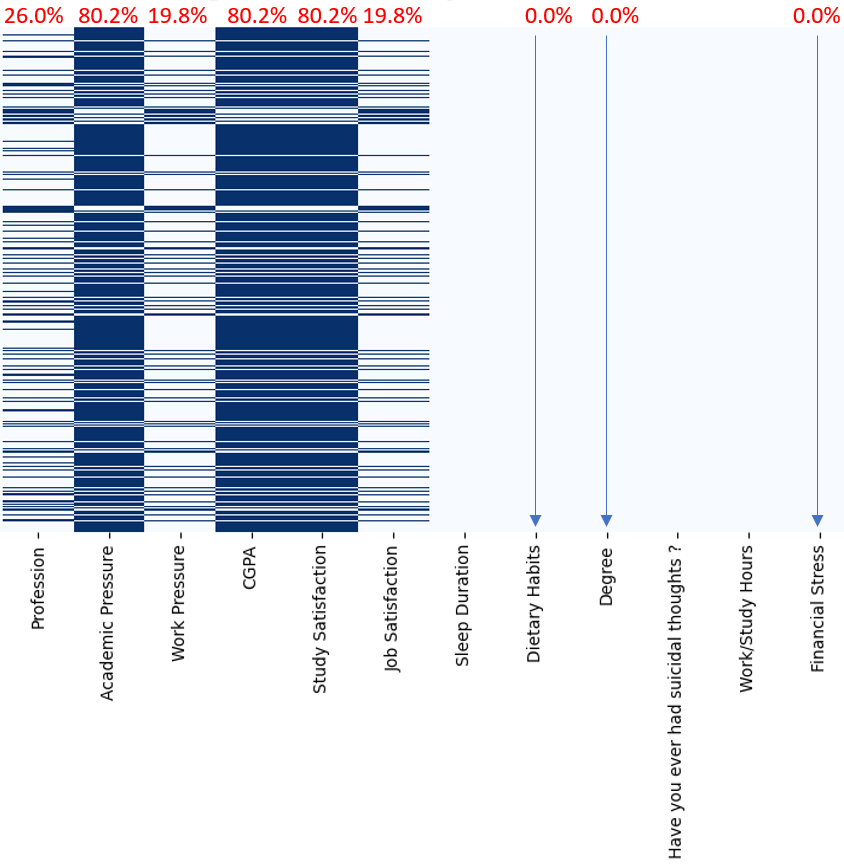 26.0% 80.2% 19.8% 80.2% 80.2% 19.8% 0.0% 0.0% 0.0%
Profession
Academic Pressure
Work Pressure
CGPA
Study Satisfaction
Job Satisfaction
Sleep Duration
Dietary Habits
Degree
Have you ever had suicidal thoughts ?
Work/Study Hours
Financial Stress